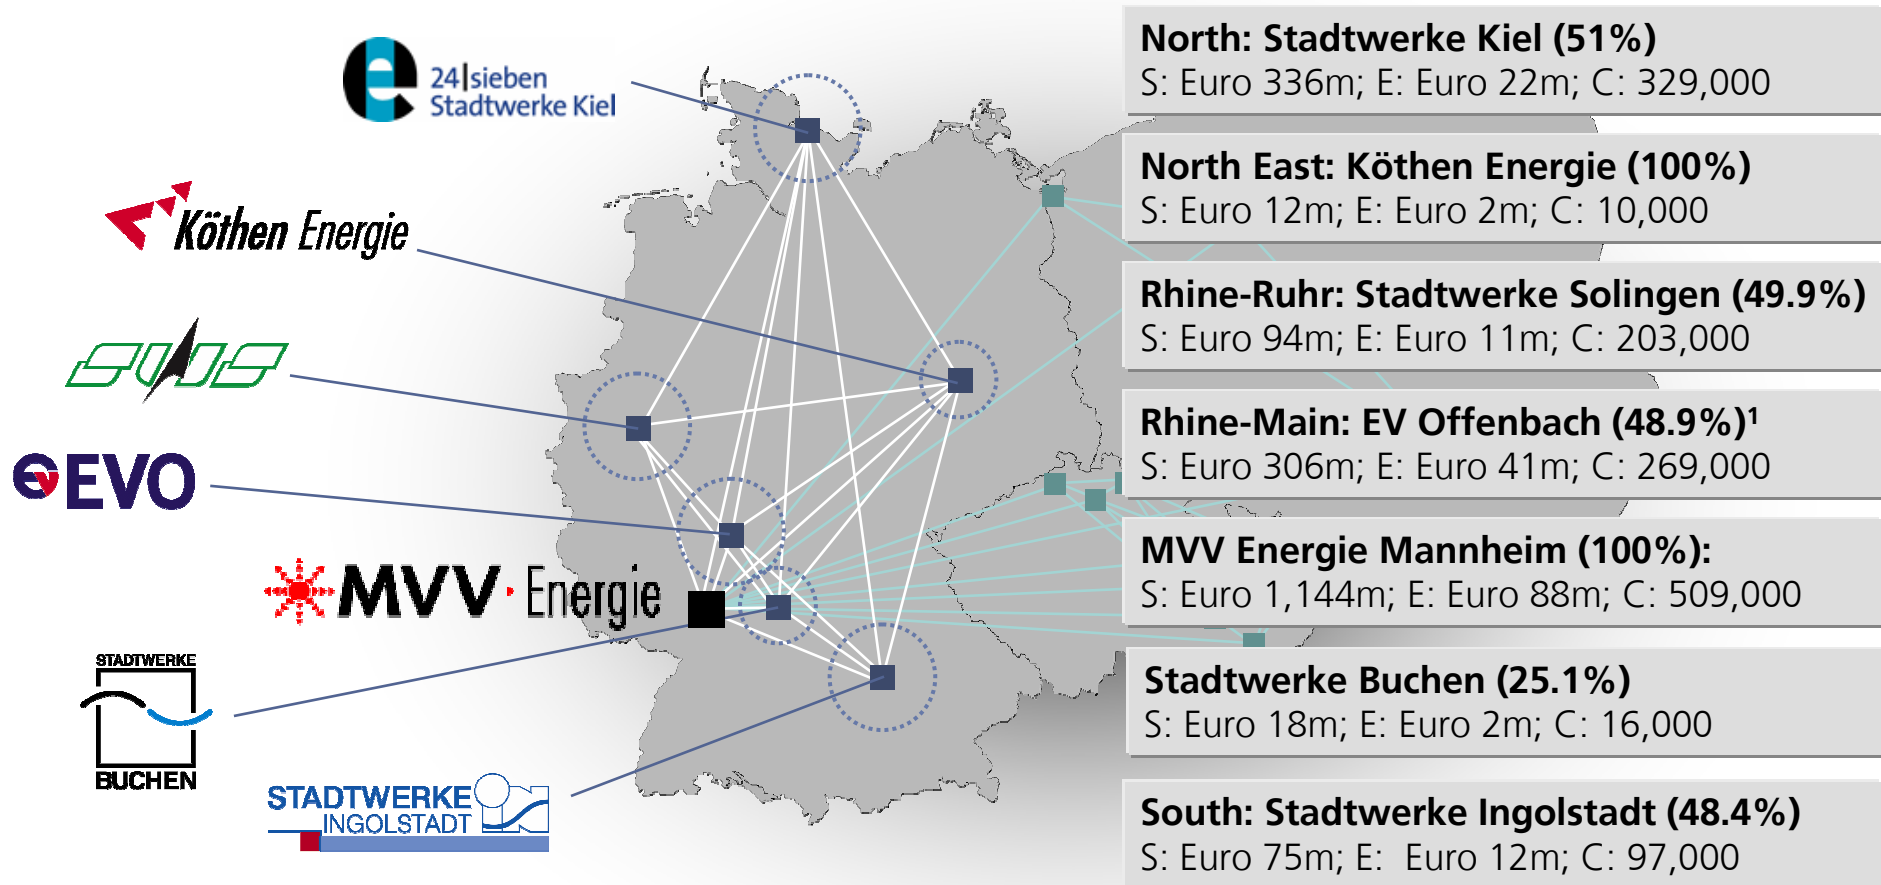 24|sieben
Stadtwerke Kiel
Köthen Energie
SWS
EVO
MVV Energie
STADTWERKE
BUCHEN
STADTWERKE
INGOLSTADT
North: Stadtwerke Kiel (51%)
S: Euro 336m; E: Euro 22m; C: 329,000
North East: Köthen Energie (100%)
S: Euro 12m; E: Euro 2m; C: 10,000
Rhine-Ruhr: Stadtwerke Solingen (49.9%)
S: Euro 94m; E: Euro 11m; C: 203,000
Rhine-Main: EV Offenbach (48.9%)¹
S: Euro 306m; E: Euro 41m; C: 269,000
MVV Energie Mannheim (100%):
S: Euro 1,144m; E: Euro 88m; C: 509,000
Stadtwerke Buchen (25.1%)
S: Euro 18m; E: Euro 2m; C: 16,000
South: Stadtwerke Ingolstadt (48.4%)
S: Euro 75m; E: Euro 12m; C: 97,000